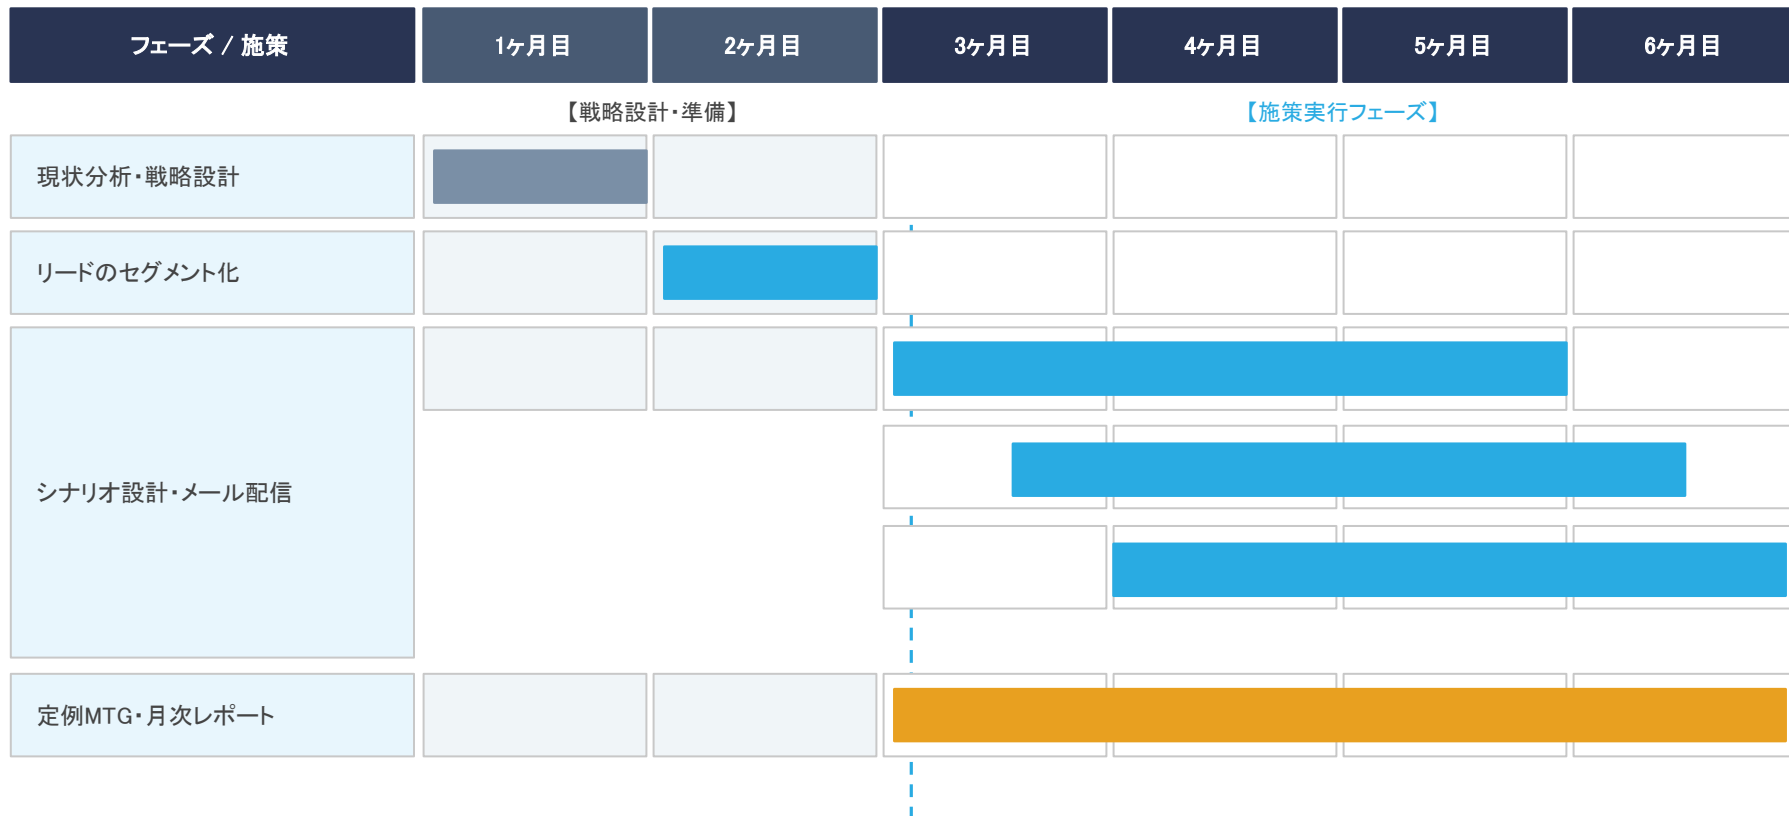 フェーズ / 施策
1ヶ月目
2ヶ月目
3ヶ月目
4ヶ月目
5ヶ月目
6ヶ月目
【戦略設計・準備】
【施策実行フェーズ】
現状分析・戦略設計
リードのセグメント化
シナリオ設計・メール配信
定例MTG・月次レポート